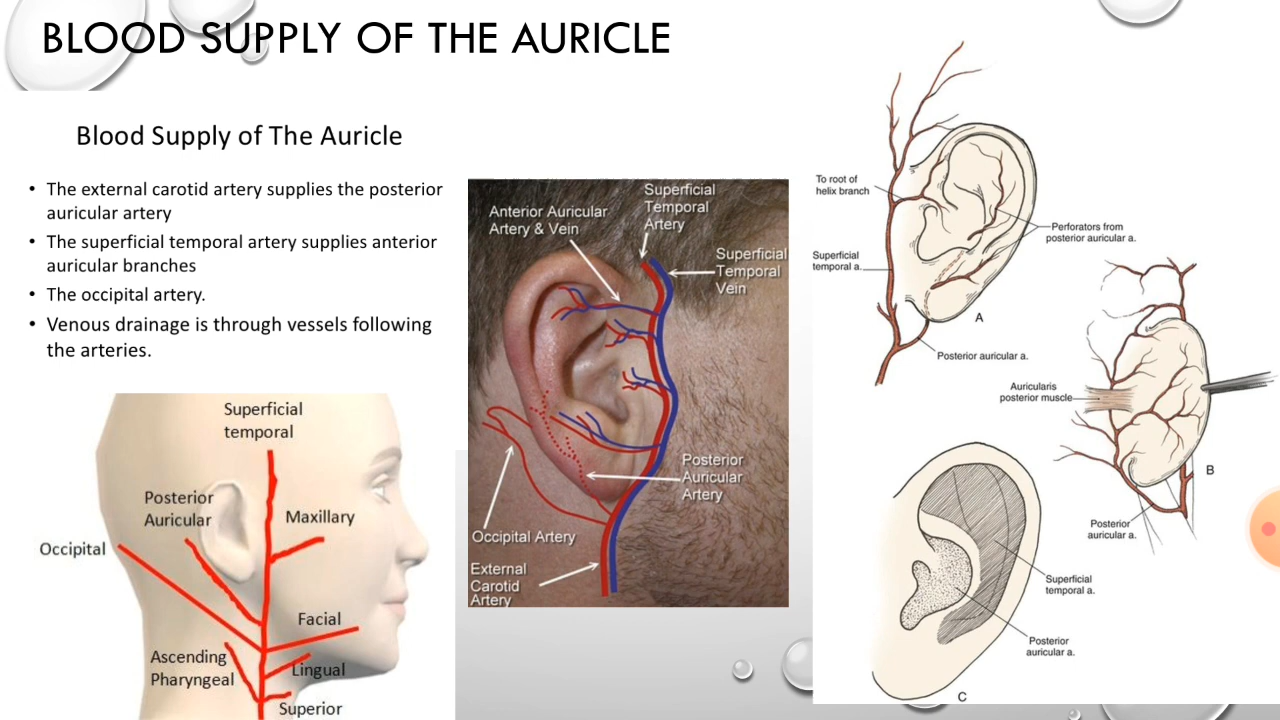 BLOOD SUPPLY OF THE AURICLE
Blood Supply of The Auricle
• The external carotid artery supplies the posterior
auricular artery
• The superficial temporal artery supplies anterior
auricular branches
• The occipital artery.
• Venous drainage is through vessels following
the arteries.
Superficial
temporal
Posterior
Auricular
Maxillary
Occipital
Facial
Ascending
Pharyngeal
Lingual
Superior
Superficial
Temporal
Artery
Anterior Auricular
Artery & Vein
Superficial
Temporal
Vein
Posterior
Auricular
Artery
Occipital Artery
External
Carotid
Artery
To root of
helix branch
Perforators from
posterior auricular a.
Superficial
temporal a.
A
Posterior auricular a.
Auricularis
posterior muscle
B
Posterior
auricular a.
Superficial
temporal a.
Posterior
auricular a.
C